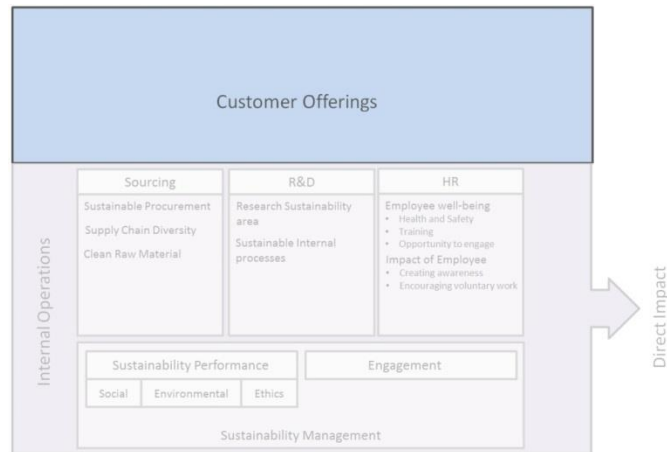 Customer Offerings
Internal Operations
Sourcing
Sustainable Procurement
Supply Chain Diversity
Clean Raw Material
R&D
Research Sustainability
area
Sustainable Internal
processes
HR
Employee well-being
• Health and Safety
• Training
• Opportunity to engage
Impact of Employee
• Creating awareness
• Encouraging voluntary work
Sustainability Performance
Social
Environmental
Ethics
Engagement
Sustainability Management
Direct Impact